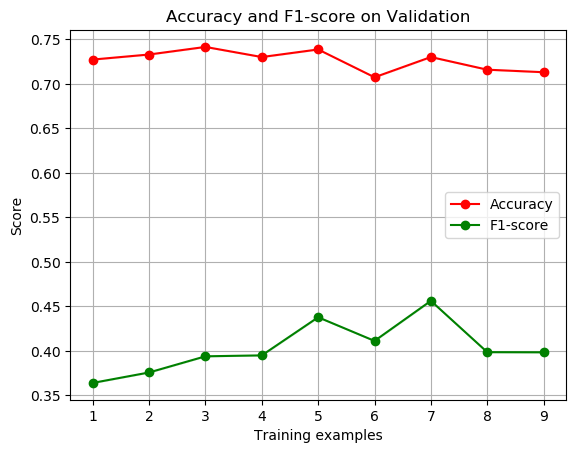 Accuracy and F1-score on Validation
0.75
0.70
0.65
0.60
0.55
0.50
0.45
0.40
0.35
Score
Accuracy
F1-score
1 2 3 4 5 6 7 8 9
Training examples